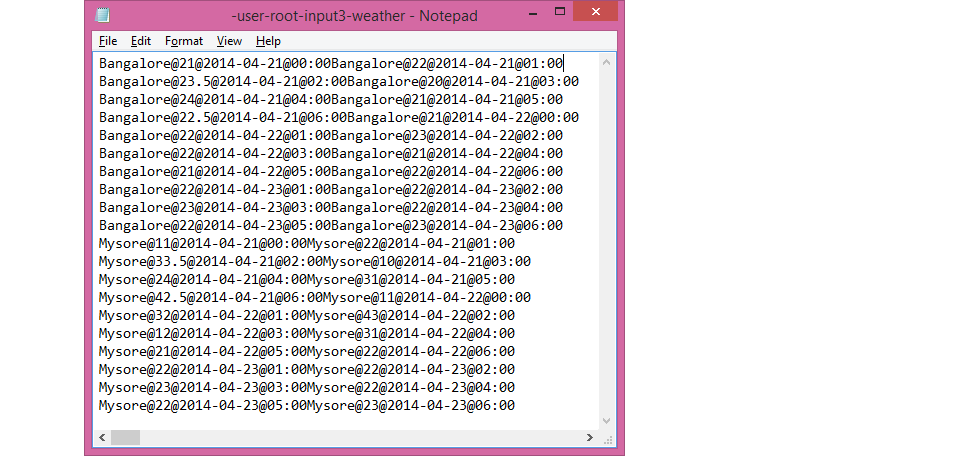 -user-root-input3-weather - Notepad
File Edit Format View Help
Bangalore@21@2014-04-21@00:00Bangalore@22@2014-04-21@01:00
Bangalore@23.5@2014-04-21@02:00Bangalore@20@2014-04-21@03:00
Bangalore@24@2014-04-21@04:00Bangalore@21@2014-04-21@05:00
Bangalore@22.5@2014-04-21@06:00Bangalore@21@2014-04-22@00:00
Bangalore@22@2014-04-22@01:00Bangalore@23@2014-04-22@02:00
Bangalore@22@2014-04-22@03:00Bangalore@21@2014-04-22@04:00
Bangalore@21@2014-04-22@05:00Bangalore@22@2014-04-22@06:00
Bangalore@22@2014-04-23@01:00Bangalore@22@2014-04-23@02:00
Bangalore@23@2014-04-23@03:00Bangalore@22@2014-04-23@04:00
Bangalore@22@2014-04-23@05:00Bangalore@23@2014-04-23@06:00
Mysore@11@2014-04-21@00:00Mysore@22@2014-04-21@01:00
Mysore@33.5@2014-04-21@02:00Mysore@10@2014-04-21@03:00
Mysore@24@2014-04-21@04:00Mysore@31@2014-04-21@05:00
Mysore@42.5@2014-04-21@06:00Mysore@11@2014-04-22@00:00
Mysore@32@2014-04-22@01:00Mysore@43@2014-04-22@02:00
Mysore@12@2014-04-22@03:00Mysore@31@2014-04-22@04:00
Mysore@21@2014-04-22@05:00Mysore@22@2014-04-22@06:00
Mysore@22@2014-04-23@01:00Mysore@22@2014-04-23@02:00
Mysore@23@2014-04-23@03:00Mysore@22@2014-04-23@04:00
Mysore@22@2014-04-23@05:00Mysore@23@2014-04-23@06:00